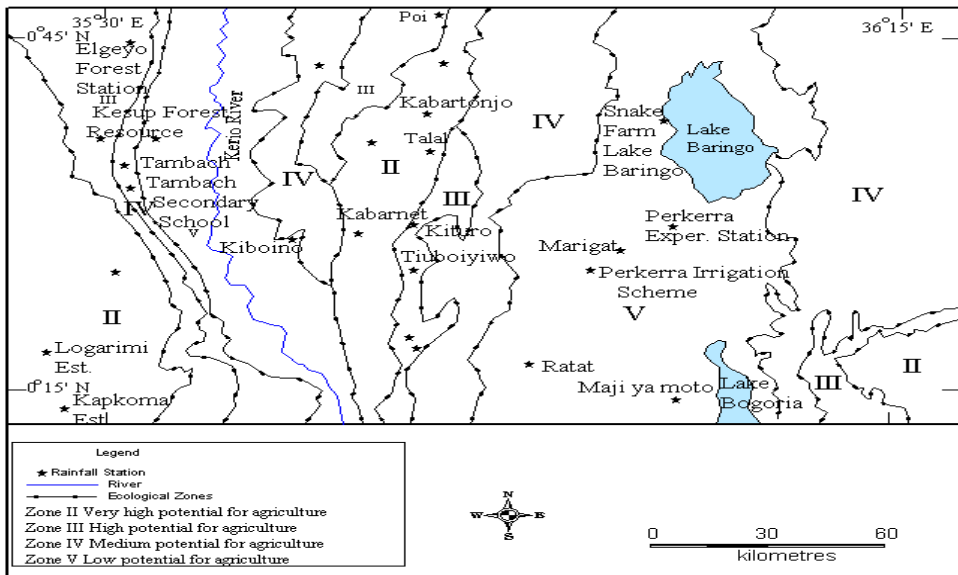 35°30' E
Poi
36°15' E
0°45' N
Elgeyo
Forest
Station
III
III
Kesup Forest
Resource
Kerio River
Kabartonjo
Talal
IV
Snake
Farm
Lake
Baringo
Lake
Baringo
Tambach
Tambach
Secondary
School
IV
V
IV
II
III
IV
Kabarnet
Kituro
Kiboino
Tiuboiyiwo
Perkerra
Exper. Station
Marigat
Perkerra Irrigation
Scheme
V
II
Logarimi
Est.
Ratat
Maji ya moto
Lake
Bogoria
III
II
0°15' N
Kapkoma
Est
Legend
Rainfall Station
River
Ecological Zones
Zone II Very high potential for agriculture
Zone III High potential for agriculture
Zone IV Medium potential for agriculture
Zone V Low potential for agriculture
N
W E
S
0 30 60
kilometres